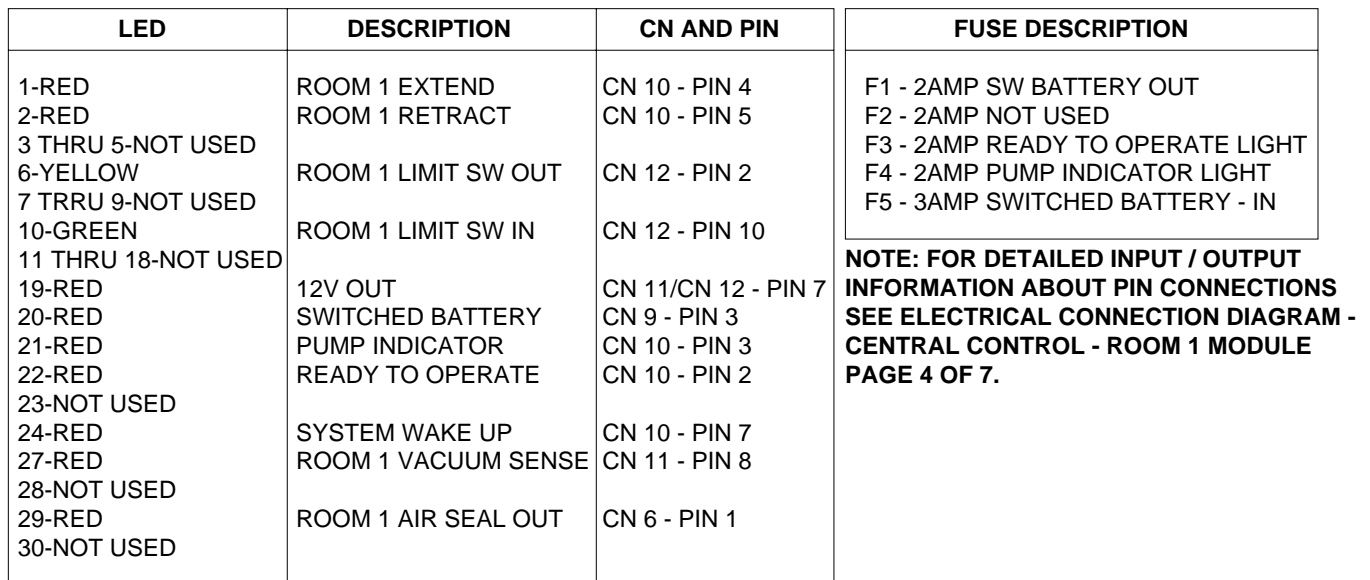 LED DESCRIPTION CN AND PIN
1-RED ROOM 1 EXTEND CN 10 - PIN 4
2-RED ROOM 1 RETRACT CN 10 - PIN 5
3 THRU 5-NOT USED
6-YELLOW ROOM 1 LIMIT SW OUT CN 12 - PIN 2
7 TRRU 9-NOT USED
10-GREEN ROOM 1 LIMIT SW IN CN 12 - PIN 10
11 THRU 18-NOT USED
19-RED 12V OUT CN 11/CN 12 - PIN 7
20-RED SWITCHED BATTERY CN 9 - PIN 3
21-RED PUMP INDICATOR CN 10 - PIN 3
22-RED READY TO OPERATE CN 10 - PIN 2
23-NOT USED
24-RED SYSTEM WAKE UP CN 10 - PIN 7
27-RED ROOM 1 VACUUM SENSE CN 11 - PIN 8
28-NOT USED
29-RED ROOM 1 AIR SEAL OUT CN 6 - PIN 1
30-NOT USED
FUSE DESCRIPTION
F1 - 2AMP SW BATTERY OUT
F2 - 2AMP NOT USED
F3 - 2AMP READY TO OPERATE LIGHT
F4 - 2AMP PUMP INDICATOR LIGHT
F5 - 3AMP SWITCHED BATTERY - IN
NOTE: FOR DETAILED INPUT / OUTPUT
INFORMATION ABOUT PIN CONNECTIONS
SEE ELECTRICAL CONNECTION DIAGRAM -
CENTRAL CONTROL - ROOM 1 MODULE
PAGE 4 OF 7.